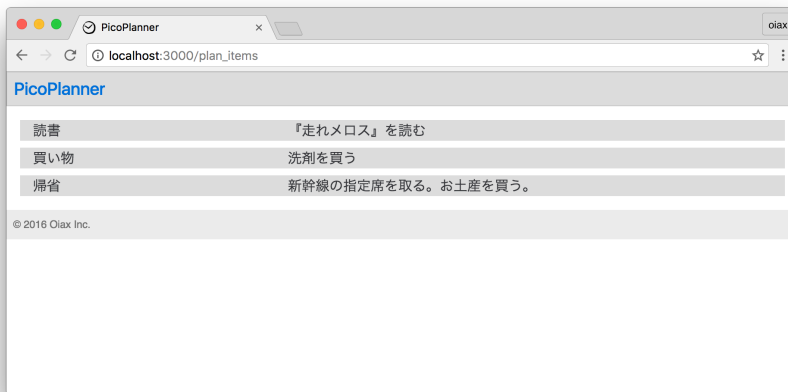 PicoPlanner
oiax
localhost:3000/plan_items
PicoPlanner
読書 『走れメロス』を読む
買い物 洗剤を買う
帰省 新幹線の指定席を取る。お土産を買う。
© 2016 Oiax Inc.